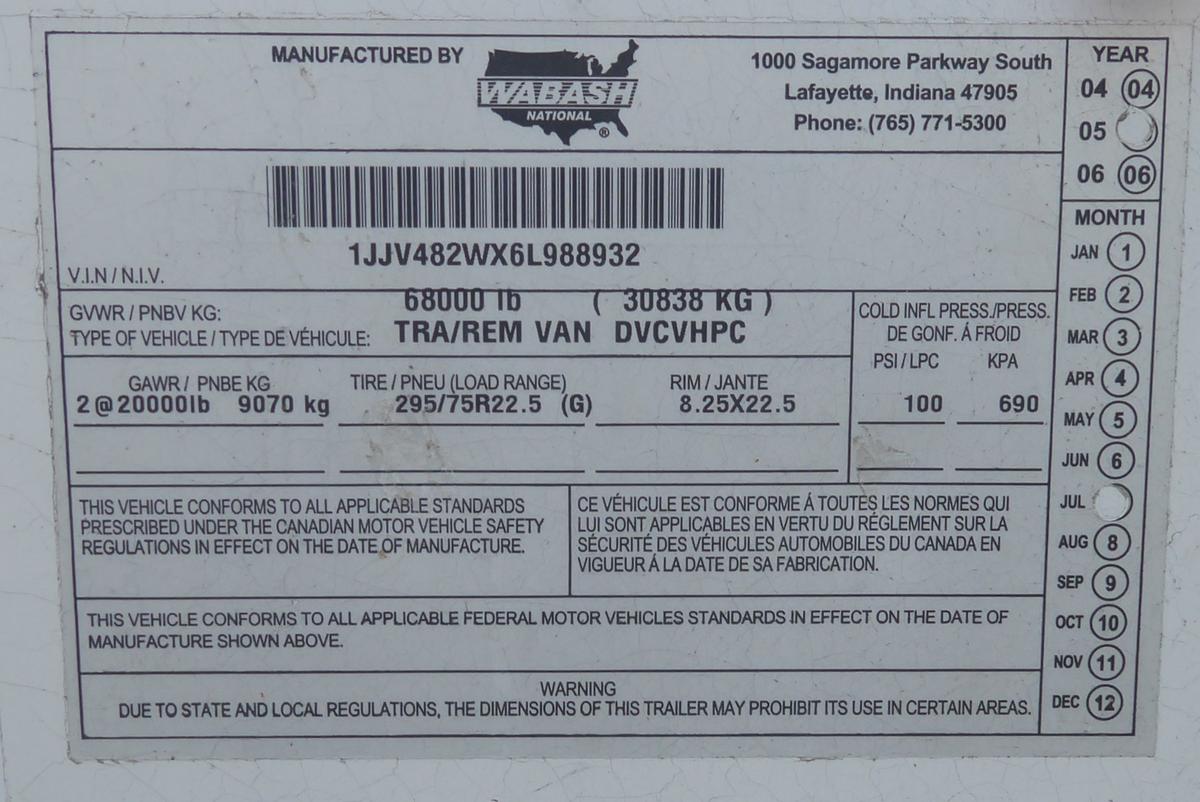 MANUFACTURED BY
WABASH
NATIONAL
®
1000 Sagamore Parkway South
Lafayette, Indiana 47905
Phone: (765) 771-5300
1JJV482WX6L988932
V.I.N / N.I.V.
GVWR / PNBV KG: 68000 lb ( 30838 KG )
TYPE OF VEHICLE / TYPE DE VÉHICULE: TRA/REM VAN DVCVHPC
COLD INFL PRESS./PRESS.
DE GONF. Á FROID
PSI / LPC KPA
GAWR / PNBE KG TIRE / PNEU (LOAD RANGE) RIM / JANTE
2@20000lb 9070 kg 295/75R22.5 (G) 8.25X22.5 100 690
THIS VEHICLE CONFORMS TO ALL APPLICABLE STANDARDS
PRESCRIBED UNDER THE CANADIAN MOTOR VEHICLE SAFETY
REGULATIONS IN EFFECT ON THE DATE OF MANUFACTURE.
CE VÉHICULE EST CONFORME Á TOUTES LES NORMES QUI
LUI SONT APPLICABLES EN VERTU DU RÉGLEMENT SUR LA
SÉCURITÉ DES VÉHICULES AUTOMOBILES DU CANADA EN
VIGUEUR Á LA DATE DE SA FABRICATION.
THIS VEHICLE CONFORMS TO ALL APPLICABLE FEDERAL MOTOR VEHICLES STANDARDS IN EFFECT ON THE DATE OF
MANUFACTURE SHOWN ABOVE.
WARNING
DUE TO STATE AND LOCAL REGULATIONS, THE DIMENSIONS OF THIS TRAILER MAY PROHIBIT ITS USE IN CERTAIN AREAS.
YEAR
04 04
05
06 06
MONTH
JAN 1
FEB 2
MAR 3
APR 4
MAY 5
JUN 6
JUL
AUG 8
SEP 9
OCT 10
NOV 11
DEC 12